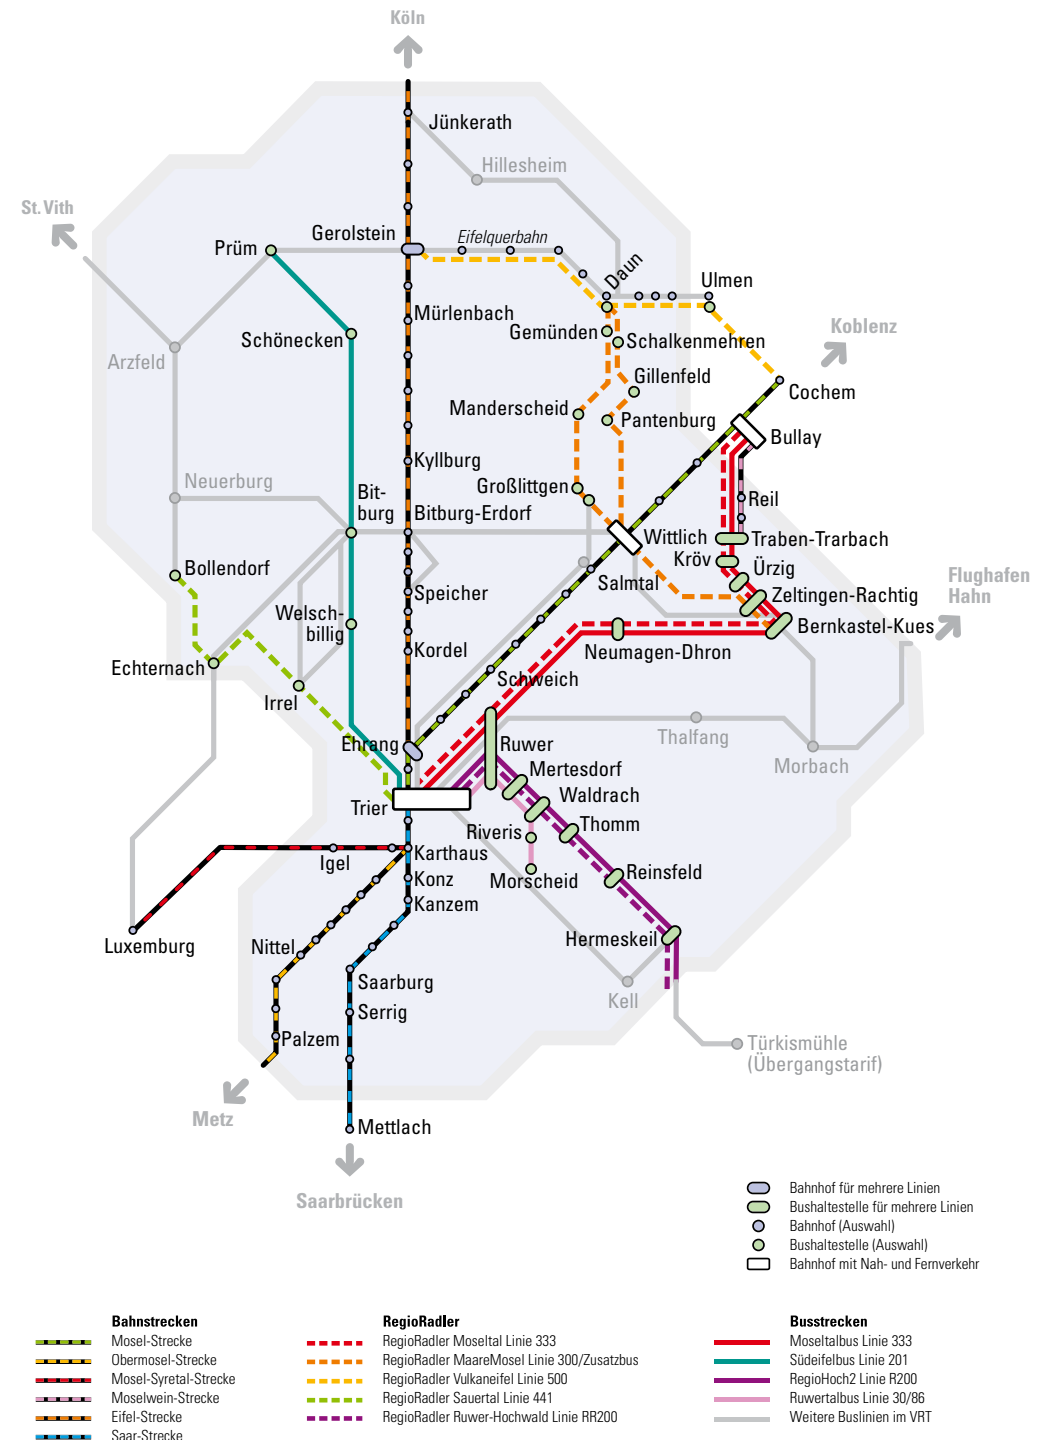 Köln
Jünkerath
Hillesheim
St. Vith
Gerolstein
Eifelquerbahn
Prüm
Daun
Ulmen
Mürlenbach
Gemünden
Koblenz
Schönecken
Schalkenmehren
Arzfeld
Gillenfeld
Cochem
Manderscheid
Pantenburg
Bullay
Kyllburg
Neuerburg
Großlittgen
Reil
Bit-
burg
Bitburg-Erdorf
Wittlich
Traben-Trarbach
Kröv
Bollendorf
Ürzig
Flughafen
Hahn
Speicher
Salmtal
Zeltingen-Rachtig
Welsch-
billig
Bernkastel-Kues
Kordel
Neumagen-Dhron
Echternach
Schweich
Irrel
Ehrang
Ruwer
Thalfang
Morbach
Mertesdorf
Waldrach
Trier
Thomm
Riveris
Igel
Karthaus
Reinsfeld
Konz
Morscheid
Kanzem
Hermeskeil
Luxemburg
Nittel
Saarburg
Kell
Serrig
Palzem
Türkismühle
(Übergangstarif)
Metz
Mettlach
Saarbrücken
Bahnhof für mehrere Linien
Bushaltestelle für mehrere Linien
Bahnhof (Auswahl)
Bushaltestelle (Auswahl)
Bahnhof mit Nah- und Fernverkehr
Bahnstrecken
Mosel-Strecke
Obermosel-Strecke
Mosel-Syretal-Strecke
Moselwein-Strecke
Eifel-Strecke
Saar-Strecke
RegioRadler
RegioRadler Moseltal Linie 333
RegioRadler MaareMosel Linie 300/Zusatzbus
RegioRadler Vulkaneifel Linie 500
RegioRadler Sauertal Linie 441
RegioRadler Ruwer-Hochwald Linie RR200
Busstrecken
Moseltalbus Linie 333
Südeifelbus Linie 201
RegioHoch2 Linie R200
Ruwertalbus Linie 30/86
Weitere Buslinien im VRT